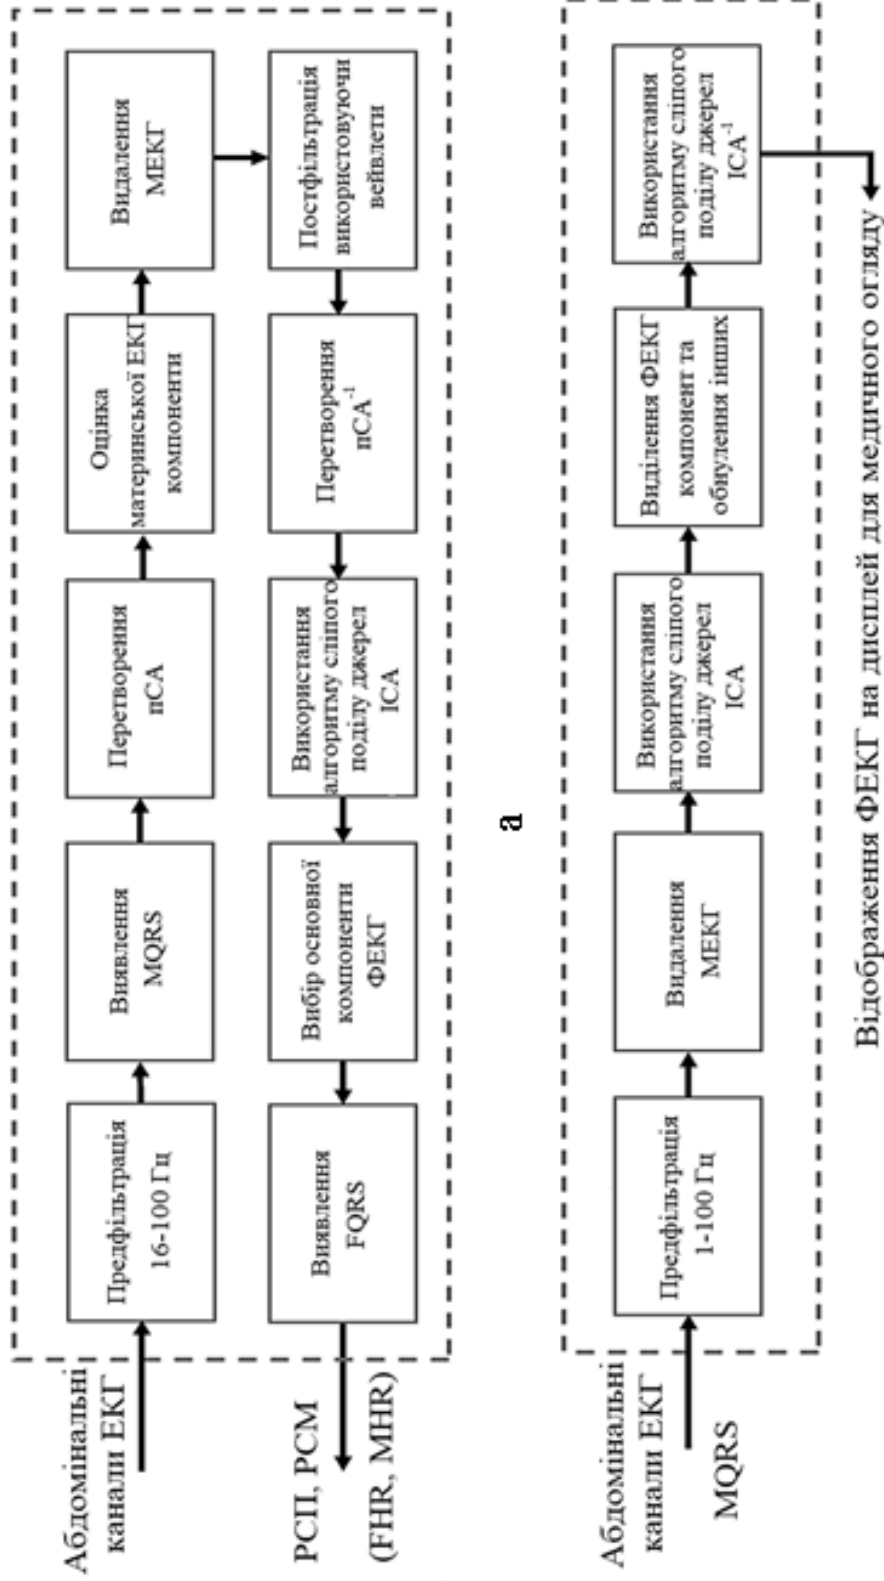 Абдомінальні
канали ЕКГ
Предфільтрація
16-100 Гц
Виявлення
MQRS
Перетворення
πCA
Оцінка
материнської ЕКГ
компоненти
Видалення
МЕКГ
Постфільтрація
використовуючи
вейвлети
Перетворення
πCA⁻¹
Використання
алгоритму сліпого
поділу джерел
ICA
Вибір основної
компоненти
ФЕКГ
Виявлення
FQRS
РСП, РСМ
(FHR, MHR)
а
Абдомінальні
канали ЕКГ
MQRS
Предфільтрація
1-100 Гц
Видалення
МЕКГ
Використання
алгоритму сліпого
поділу джерел
ICA
Виділення ФЕКГ
компонент та
обнулення інших
Використання
алгоритму сліпого
поділу джерел
ICA⁻¹
Відображення ФЕКГ на дисплей для медичного огляду